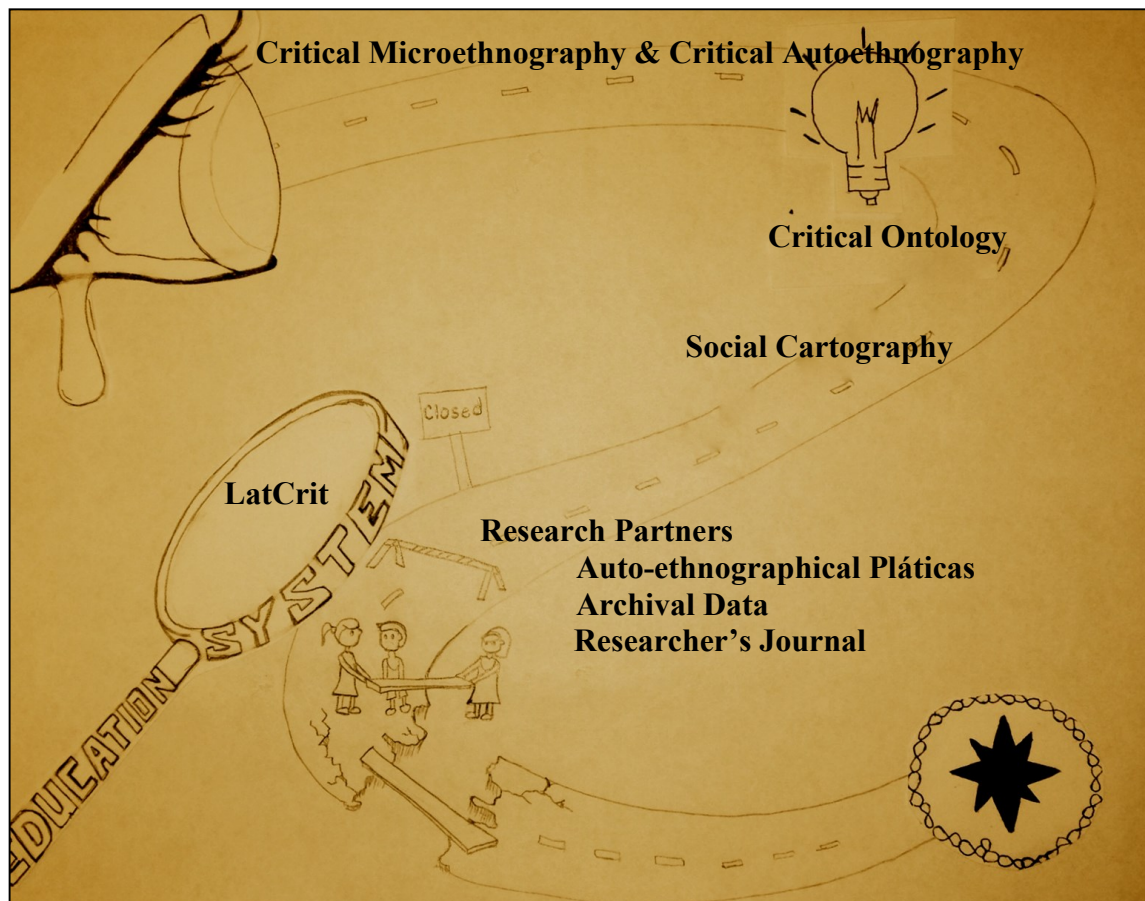 Critical Microethnography & Critical Autoethnography
Critical Ontology
Social Cartography
Closed
LatCrit
SYSTEM
Research Partners
Auto-ethnographical Pláticas
Archival Data
Researcher’s Journal
EDUCATION